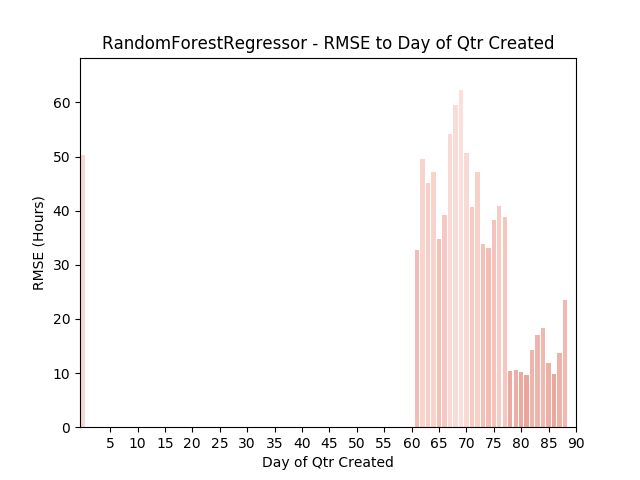 RandomForestRegressor - RMSE to Day of Qtr Created
RMSE (Hours)
60
50
40
30
20
10
0
5 10 15 20 25 30 35 40 45 50 55 60 65 70 75 80 85 90
Day of Qtr Created